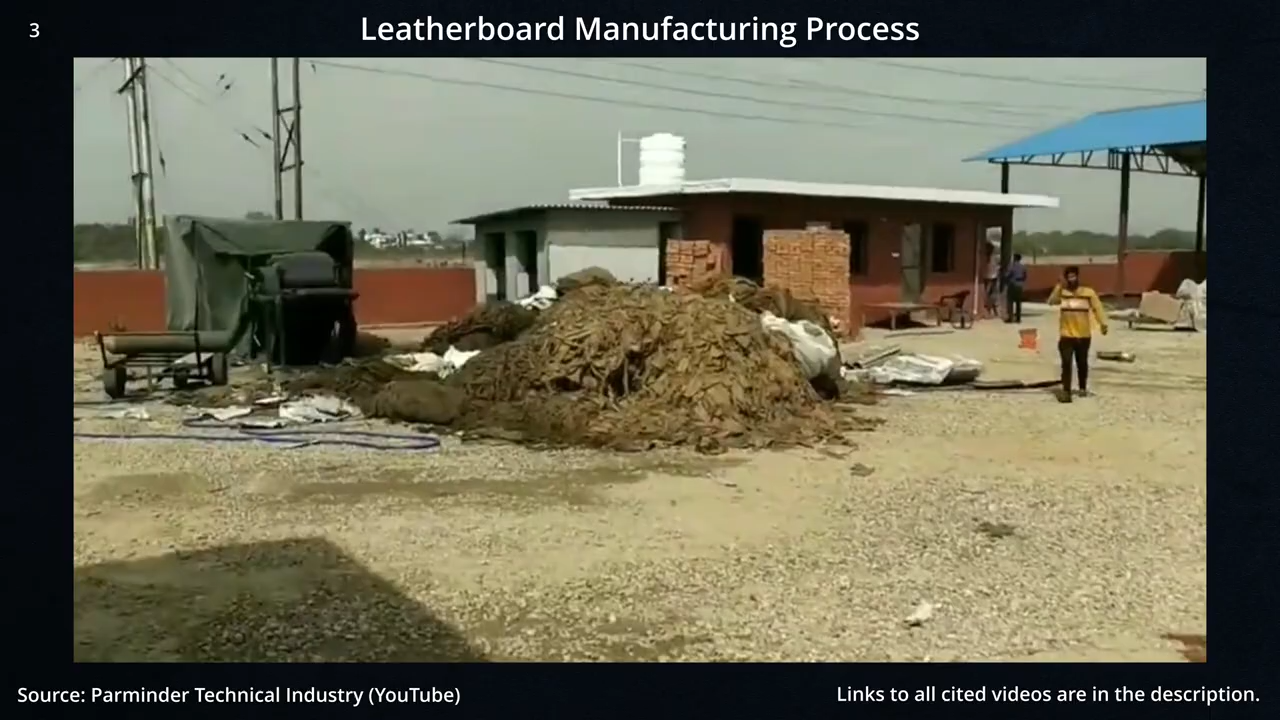 3
Leatherboard Manufacturing Process
Source: Parminder Technical Industry (YouTube)
Links to all cited videos are in the description.